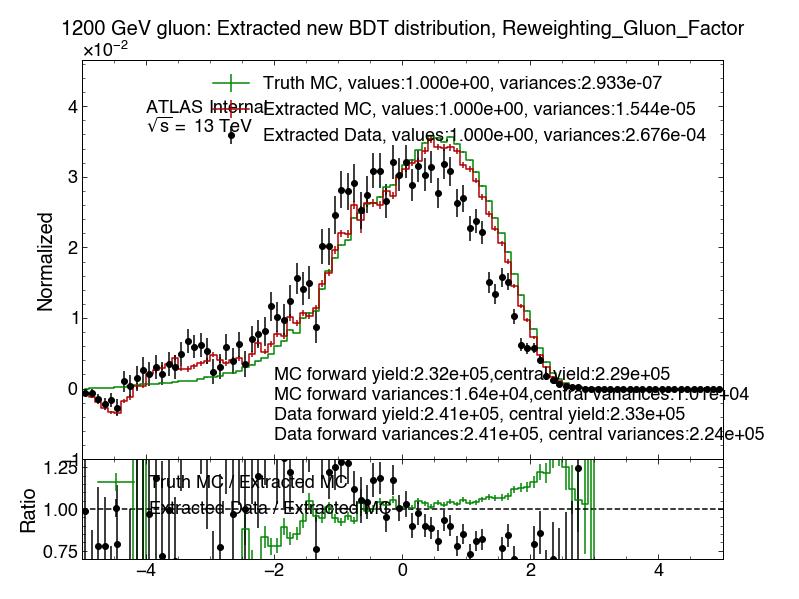 1200 GeV gluon: Extracted new BDT distribution, Reweighting_Gluon_Factor
×10⁻²
Truth MC, values:1.000e+00, variances:2.933e-07
ATLAS Internal
Extracted MC, values:1.000e+00, variances:1.544e-05
√s = 13 TeV
Extracted Data, values:1.000e+00, variances:2.676e-04
Normalized
4
3
2
1
0
MC forward yield:2.32e+05,central yield:2.29e+05
MC forward variances:1.64e+04,central variances:1.01e+04
Data forward yield:2.41e+05, central yield:2.33e+05
Data forward variances:2.41e+05, central variances:2.24e+05
Ratio
1.25
1.00
0.75
Truth MC / Extracted MC
Extracted Data / Extracted MC
−4 −2 0 2 4